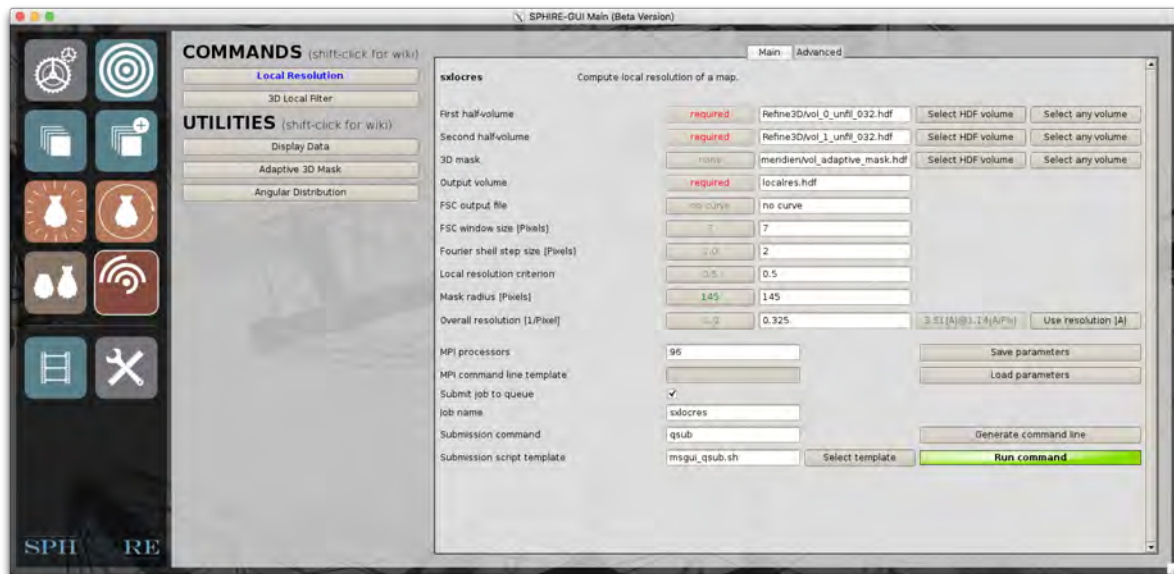 SPHIRE-GUI Main (Beta Version)
COMMANDS (shift-click for wiki)
Local Resolution
3D Local Filter
UTILITIES (shift-click for wiki)
Display Data
Adaptive 3D Mask
Angular Distribution
SPH RE
Main Advanced
sxlocres Compute local resolution of a map.
First half-volume required Refine3D/vol_0_unfil_032.hdf Select HDF volume Select any volume
Second half-volume required Refine3D/vol_1_unfil_032.hdf Select HDF volume Select any volume
3D mask none meridien/vol_adaptive_mask.hdf Select HDF volume Select any volume
Output volume required localres.hdf
FSC output file no curve no curve
FSC window size [Pixels] 7 7
Fourier shell step size [Pixels] 2
Local resolution criterion 0.5 0.5
Mask radius [Pixels] 145 145
Overall resolution [1/Pixel] 0.325 3.51[A]@1.14[A/Pix] Use resolution [A]
MPI processors 96 Save parameters
MPI command line template Load parameters
Submit job to queue
Job name sxlocres
Submission command qsub Generate command line
Submission script template msgui_qsub.sh Select template Run command